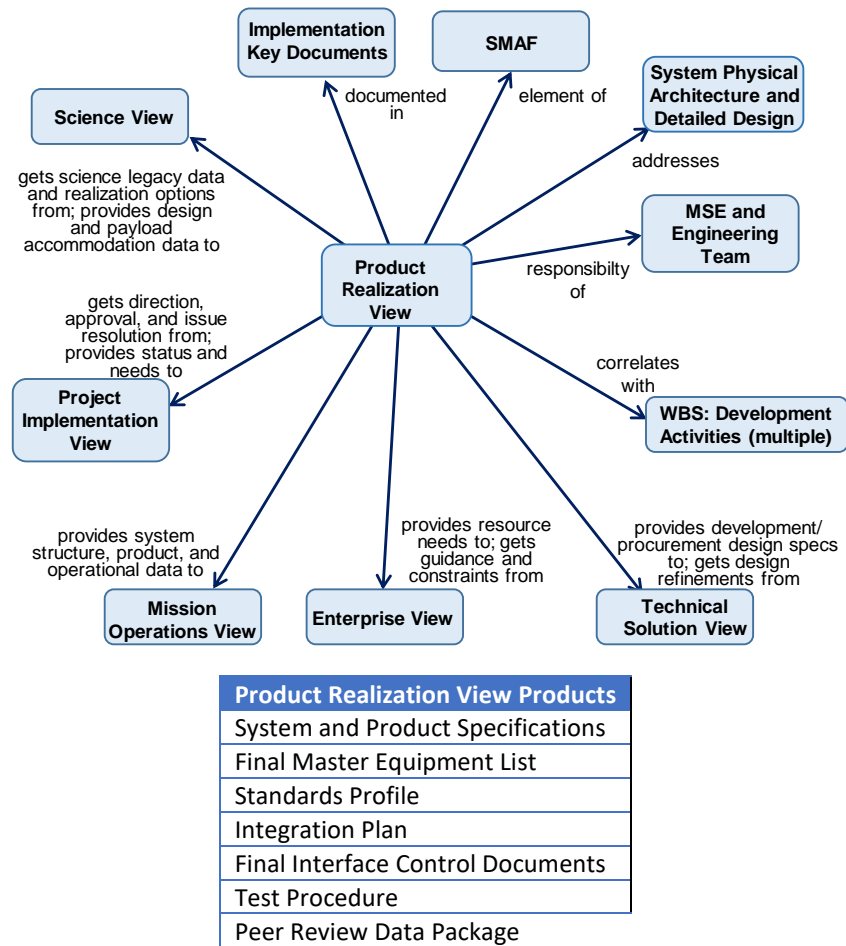 Implementation
Key Documents
SMAF
System Physical
Architecture and
Detailed Design
Science View
documented
in
element of
addresses
gets science legacy data
and realization options
from; provides design
and payload
accommodation data to
MSE and
Engineering
Team
Product
Realization
View
responsibilty
of
gets direction,
approval, and issue
resolution from;
provides status and
needs to
correlates
with
Project
Implementation
View
WBS: Development
Activities (multiple)
provides system
structure, product, and
operational data to
provides resource
needs to; gets
guidance and
constraints from
provides development/
procurement design specs
to; gets design
refinements from
Mission
Operations View
Enterprise View
Technical
Solution View
Product Realization View Products
System and Product Specifications
Final Master Equipment List
Standards Profile
Integration Plan
Final Interface Control Documents
Test Procedure
Peer Review Data Package